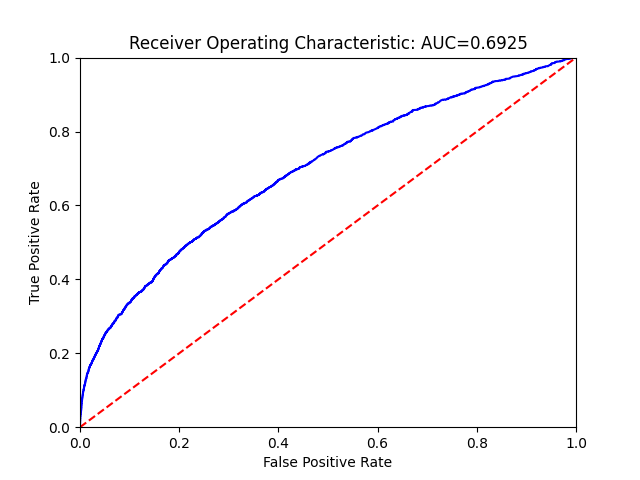 Receiver Operating Characteristic: AUC=0.6925
1.0
0.8
0.6
0.4
0.2
0.0
True Positive Rate
0.0 0.2 0.4 0.6 0.8 1.0
False Positive Rate